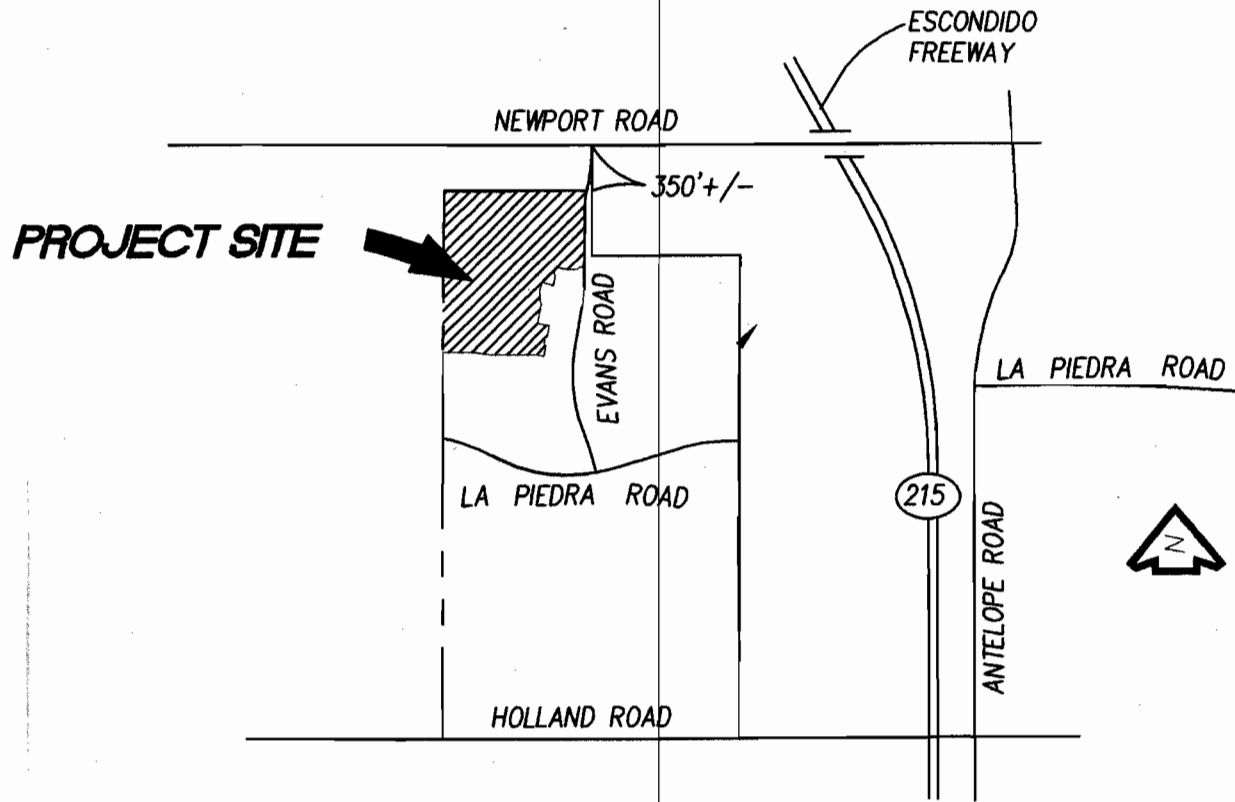 ESCONDIDO
FREEWAY
NEWPORT ROAD
350'+/-
PROJECT SITE
EVANS ROAD
LA PIEDRA ROAD
LA PIEDRA ROAD
215
N
ANTELOPE ROAD
HOLLAND ROAD